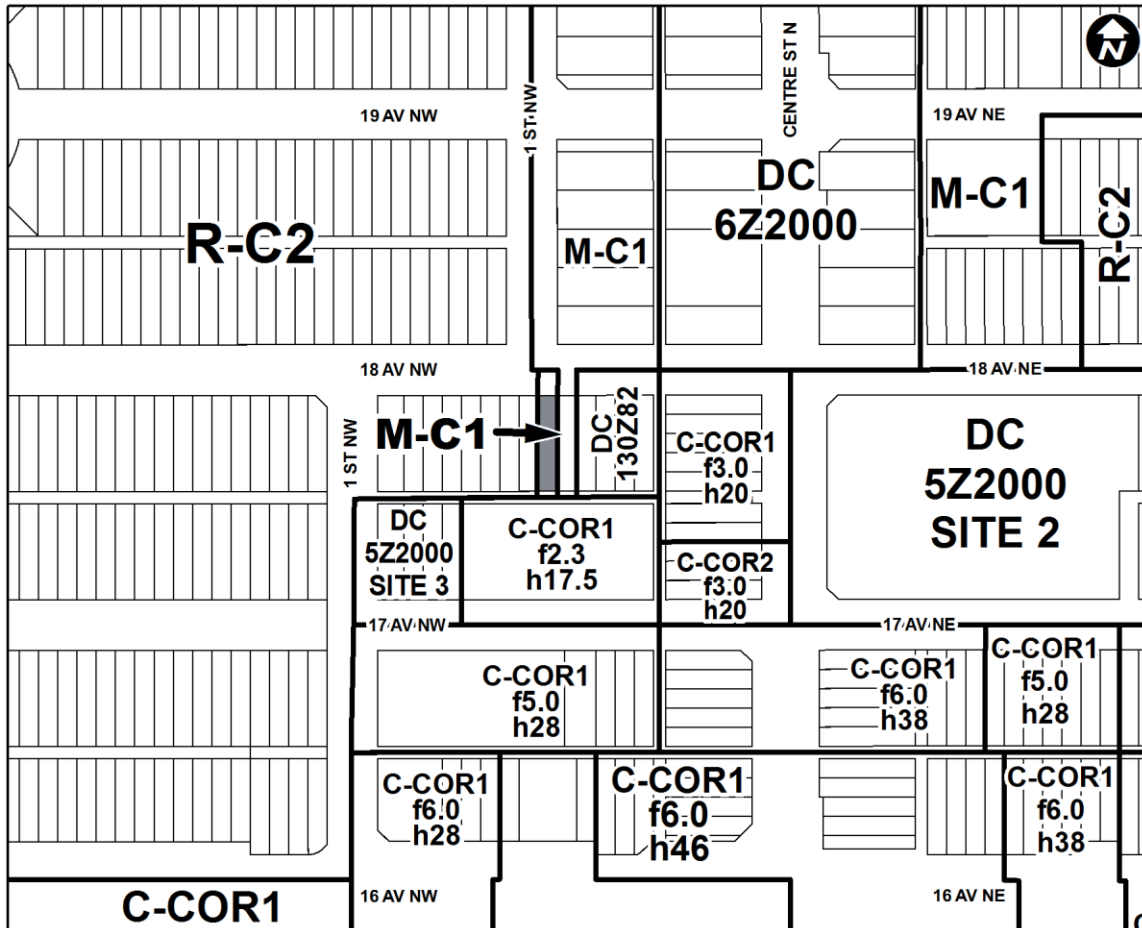 N
19 AV NW
1 ST NW
CENTRE ST N
19 AV NE
DC
6Z2000
M-C1
R-C2
R-C2
M-C1
18 AV NW
18 AV NE
1 ST NW
M-C1
DC
130Z82
C-COR1
f3.0
h20
DC
5Z2000
SITE 2
DC
5Z2000
SITE 3
C-COR1
f2.3
h17.5
C-COR2
f3.0
h20
17 AV NW
17 AV NE
C-COR1
f5.0
h28
C-COR1
f6.0
h38
C-COR1
f5.0
h28
C-COR1
f6.0
h28
C-COR1
f6.0
h46
C-COR1
f6.0
h38
C-COR1
16 AV NW
16 AV NE